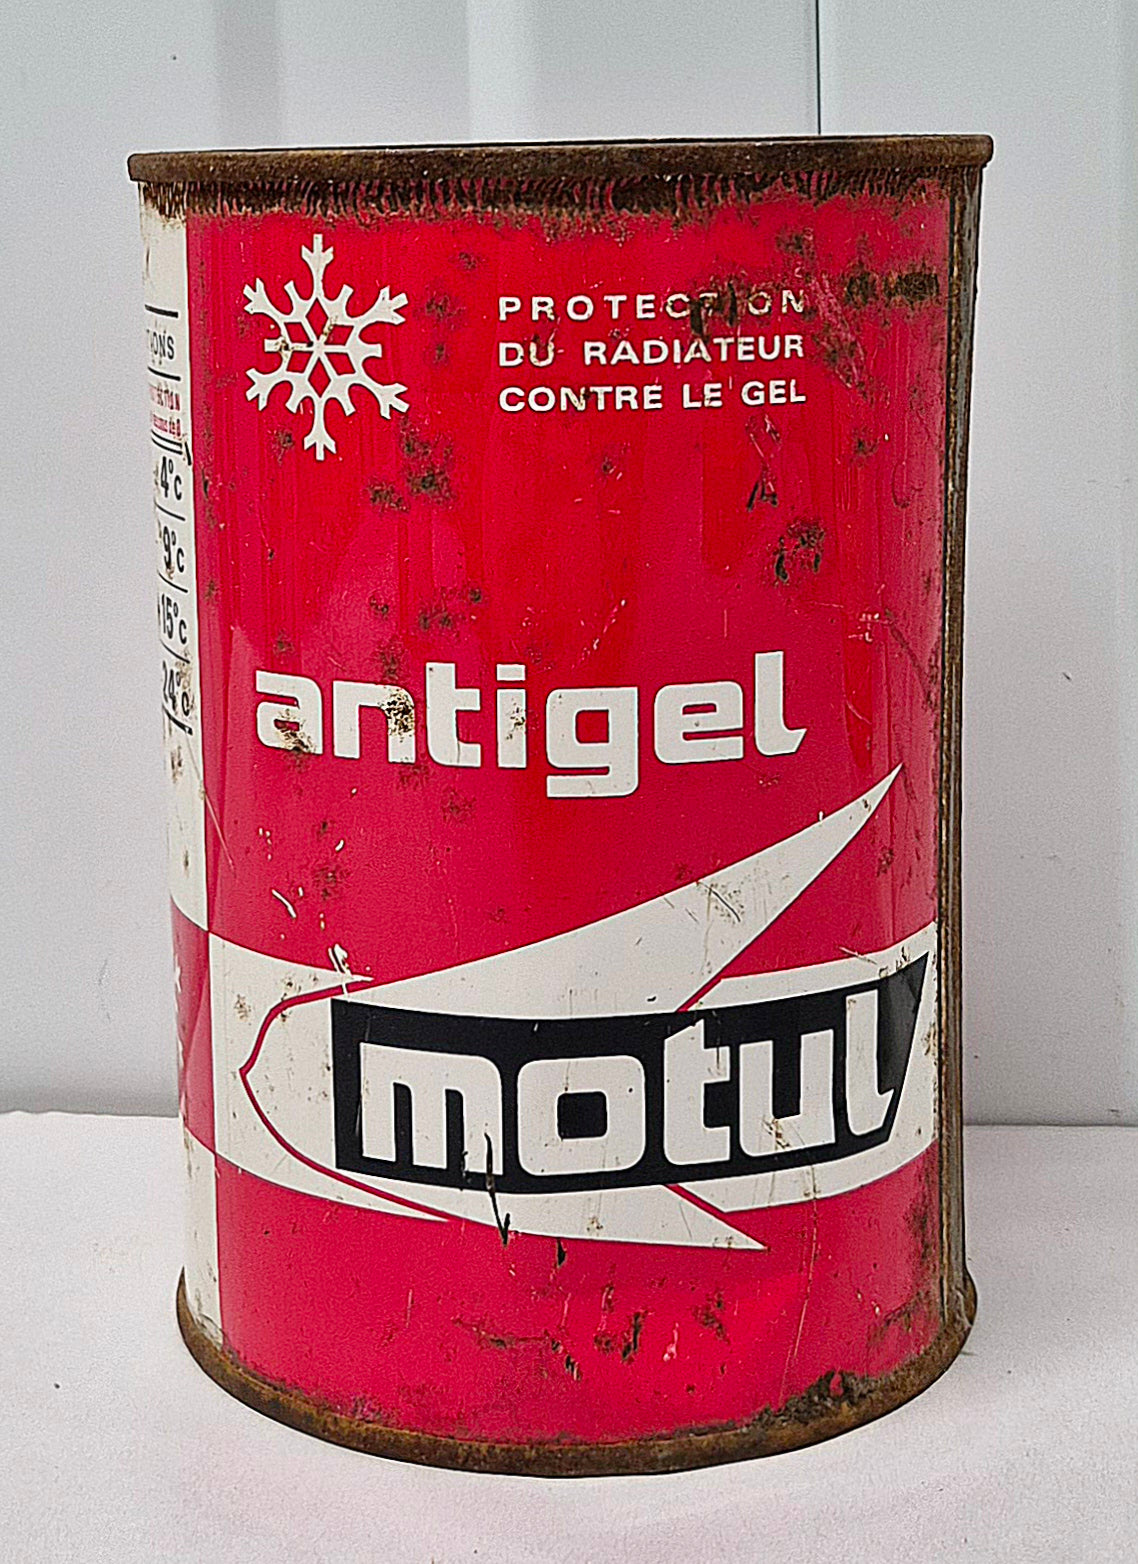 PROTECTION
DU RADIATEUR
CONTRE LE GEL
antigel
motul
4°C
9°C
15°C
24°C